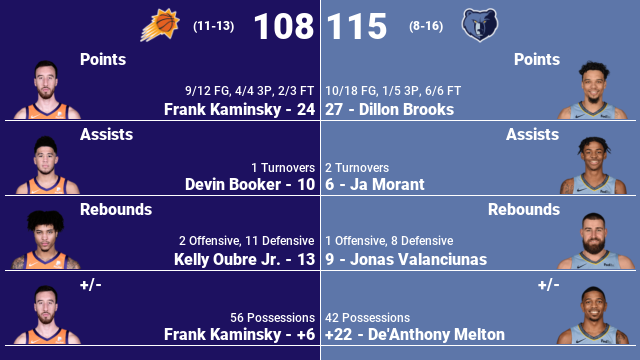 (11-13) 108 115 (8-16)
Points Points
9/12 FG, 4/4 3P, 2/3 FT 10/18 FG, 1/5 3P, 6/6 FT
Frank Kaminsky - 24 27 - Dillon Brooks
Assists Assists
1 Turnovers 2 Turnovers
Devin Booker - 10 6 - Ja Morant
Rebounds Rebounds
2 Offensive, 11 Defensive 1 Offensive, 8 Defensive
Kelly Oubre Jr. - 13 9 - Jonas Valanciunas
+/- +/-
56 Possessions 42 Possessions
Frank Kaminsky - +6 +22 - De'Anthony Melton